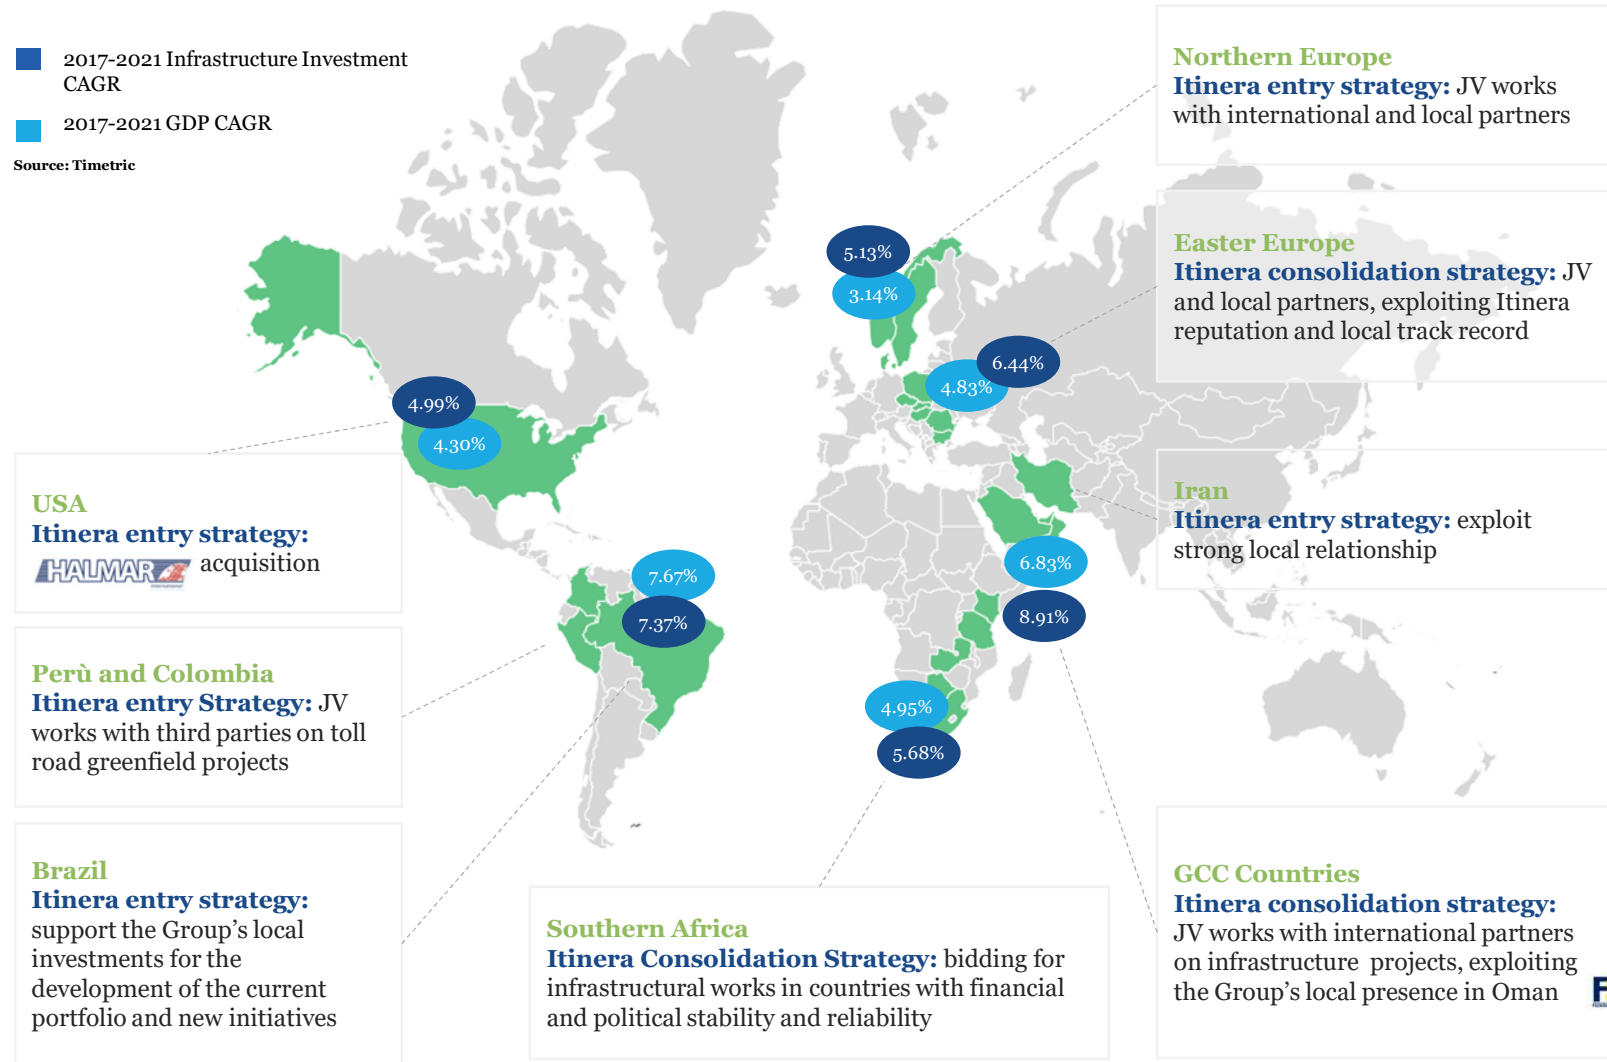 2017-2021 Infrastructure Investment
CAGR
2017-2021 GDP CAGR
Source: Timetric
Northern Europe
Itinera entry strategy: JV works
with international and local partners
Easter Europe
Itinera consolidation strategy: JV
and local partners, exploiting Itinera
reputation and local track record
5.13%
3.14%
6.44%
4.83%
4.99%
4.30%
USA
Itinera entry strategy:
HALMAR acquisition
Iran
Itinera entry strategy: exploit
strong local relationship
7.67%
7.37%
6.83%
8.91%
4.95%
5.68%
Perù and Colombia
Itinera entry Strategy: JV
works with third parties on toll
road greenfield projects
Brazil
Itinera entry strategy:
support the Group's local
investments for the
development of the current
portfolio and new initiatives
Southern Africa
Itinera Consolidation Strategy: bidding for
infrastructural works in countries with financial
and political stability and reliability
GCC Countries
Itinera consolidation strategy:
JV works with international partners
on infrastructure projects, exploiting
the Group's local presence in Oman